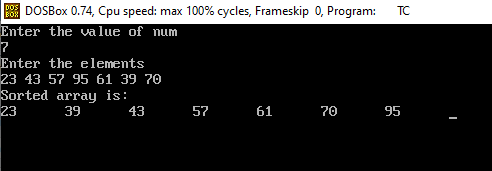 DOSBox 0.74, Cpu speed: max 100% cycles, Frameskip 0, Program: TC
Enter the value of num
7
Enter the elements
23 43 57 95 61 39 70
Sorted array is:
23 39 43 57 61 70 95 _